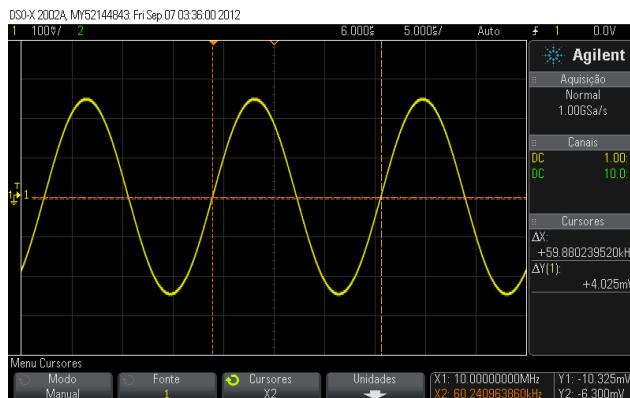 DSO-X 2002A, MY52144843: Fri Sep 07 03:36:00 2012
1 100♉/ 2 6.000s 5.000s/ Auto 1 0.0V
Agilent
Aquisição
Normal
1.00GSa/s
Canais
DC 1.00:
DC 10.0:
Cursores
ΔX:
+59.880239520kH
ΔY(1):
+4.025mV
T
1 1
Menu Cursores
Modo Fonte Cursores Unidades X1: 10.00000000MHz Y1: -10.325mV
Manual 1 X2 X2: 60.240963860kHz Y2: -6.300mV